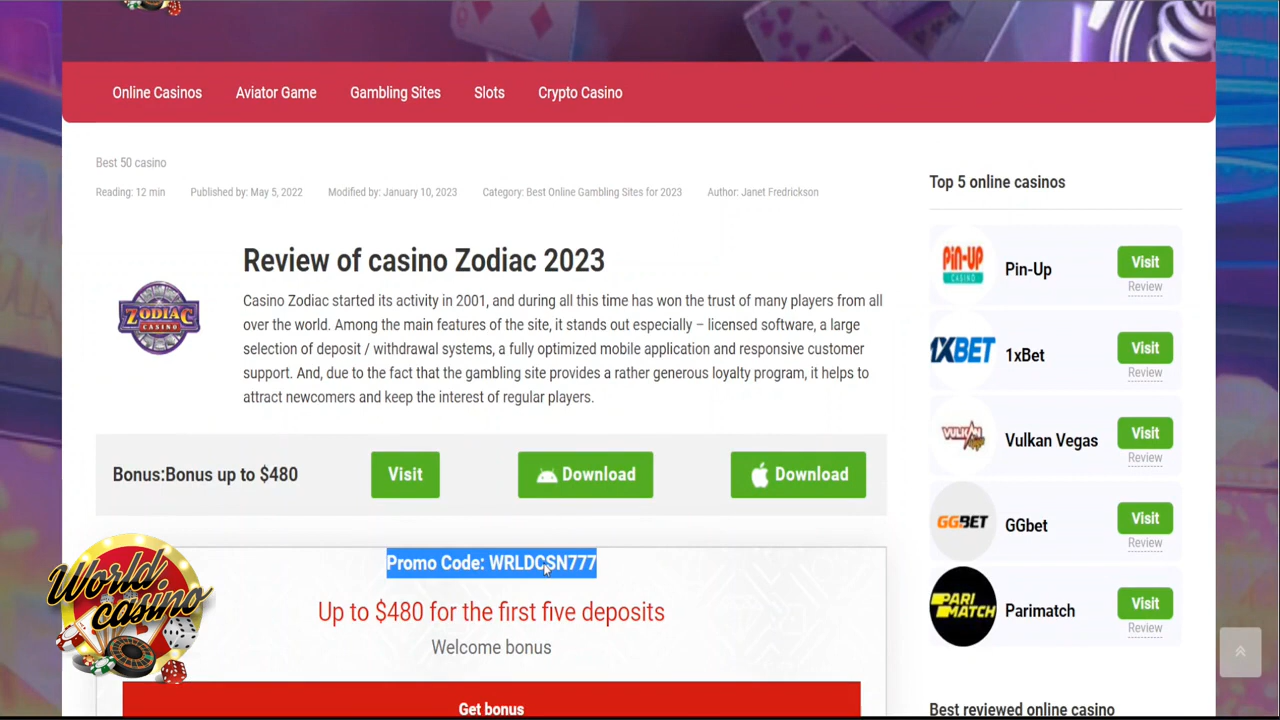 Online Casinos Aviator Game Gambling Sites Slots Crypto Casino
Best 50 casino
Reading: 12 min Published by: May 5, 2022 Modified by: January 10, 2023 Category: Best Online Gambling Sites for 2023 Author: Janet Fredrickson
Review of casino Zodiac 2023
ZODIAC
CASINO
Casino Zodiac started its activity in 2001, and during all this time has won the trust of many players from all
over the world. Among the main features of the site, it stands out especially – licensed software, a large
selection of deposit / withdrawal systems, a fully optimized mobile application and responsive customer
support. And, due to the fact that the gambling site provides a rather generous loyalty program, it helps to
attract newcomers and keep the interest of regular players.
Bonus:Bonus up to $480 Visit Download Download
Promo Code: WRLDCSN777
Up to $480 for the first five deposits
Welcome bonus
Get bonus
World
casino
Top 5 online casinos
PiN-UP
CASINO
Pin-Up
Visit
Review
1XBET
1xBet
Visit
Review
VULKAN
Vulkan Vegas
Visit
Review
GGBET
GGbet
Visit
Review
PARI
MATCH
Parimatch
Visit
Review
Best reviewed online casino